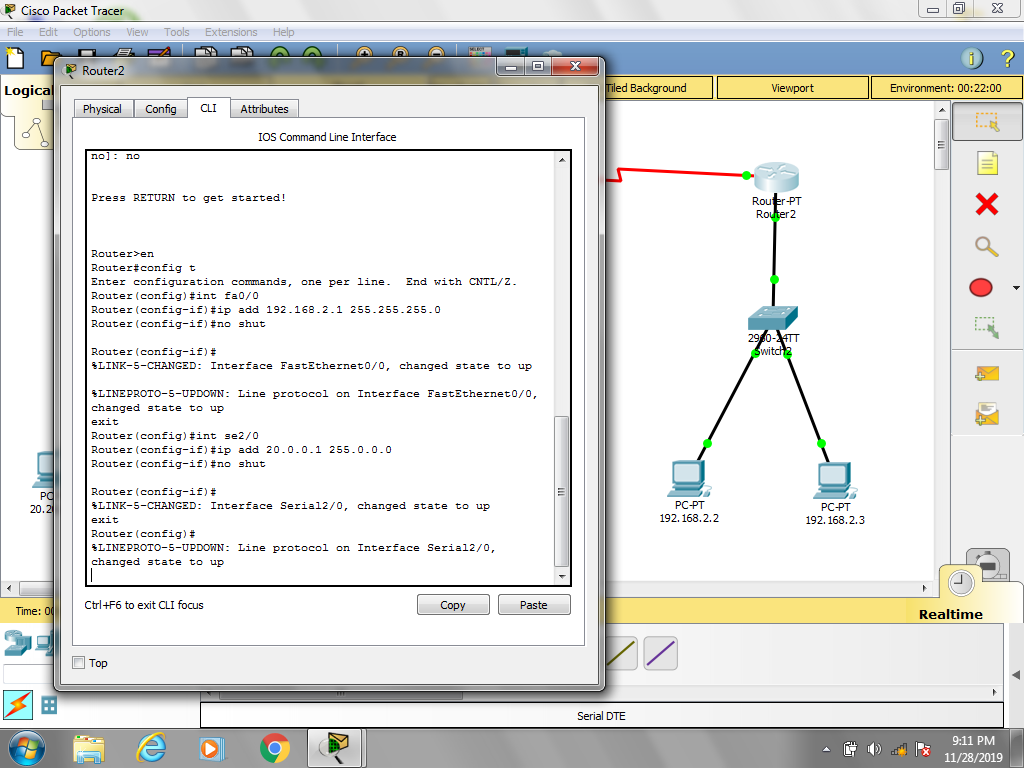 Cisco Packet Tracer
File Edit Options View Tools Extensions Help
Logical
Tiled Background
Viewport
Environment: 00:22:00
Router2
Physical
Config
CLI
Attributes
IOS Command Line Interface
no]: no
Press RETURN to get started!
Router>en
Router#config t
Enter configuration commands, one per line. End with CNTL/Z.
Router(config)#int fa0/0
Router(config-if)#ip add 192.168.2.1 255.255.255.0
Router(config-if)#no shut
Router(config-if)#
%LINK-5-CHANGED: Interface FastEthernet0/0, changed state to up
%LINEPROTO-5-UPDOWN: Line protocol on Interface FastEthernet0/0,
changed state to up
exit
Router(config)#int se2/0
Router(config-if)#ip add 20.0.0.1 255.0.0.0
Router(config-if)#no shut
Router(config-if)#
%LINK-5-CHANGED: Interface Serial2/0, changed state to up
exit
Router(config)#
%LINEPROTO-5-UPDOWN: Line protocol on Interface Serial2/0,
changed state to up
Ctrl+F6 to exit CLI focus
Copy
Paste
Top
Router-PT
Router2
2960-24TT
Switch2
PC-PT
192.168.2.2
PC-PT
192.168.2.3
PC
20.20
Time: 00
Realtime
Serial DTE
9:11 PM
11/28/2019